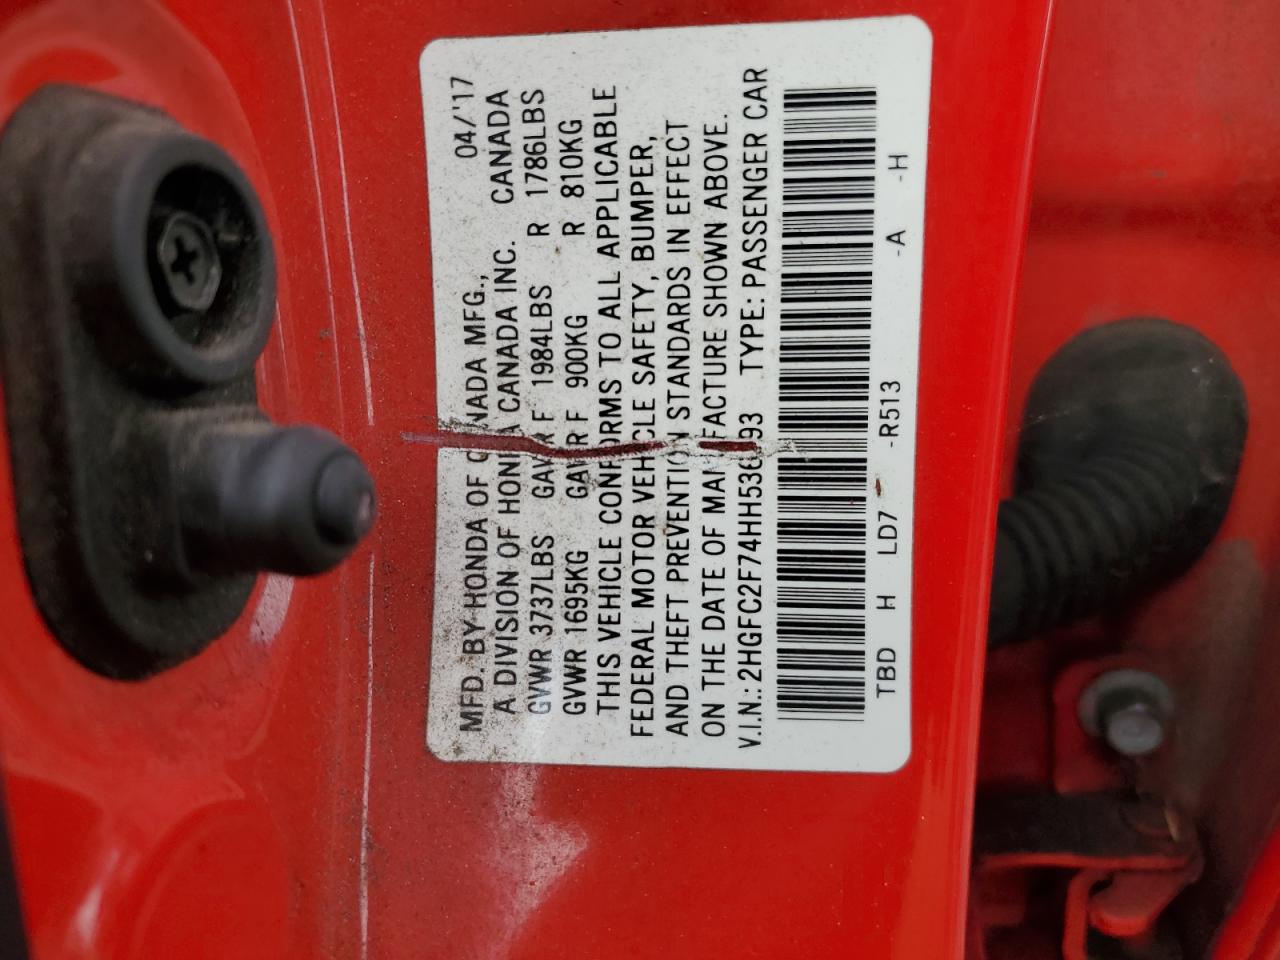 MFD. BY HONDA OF CANADA MFG., 04/'17
A DIVISION OF HONDA CANADA INC. CANADA
GVWR 3737LBS GAWR F 1984LBS R 1786LBS
GVWR 1695KG GAWR F 900KG R 810KG
THIS VEHICLE CONFORMS TO ALL APPLICABLE
FEDERAL MOTOR VEHICLE SAFETY, BUMPER,
AND THEFT PREVENTION STANDARDS IN EFFECT
ON THE DATE OF MANUFACTURE SHOWN ABOVE.
V.I.N.: TYPE: PASSENGER CAR
TBD H LD7 -R513 -A -H